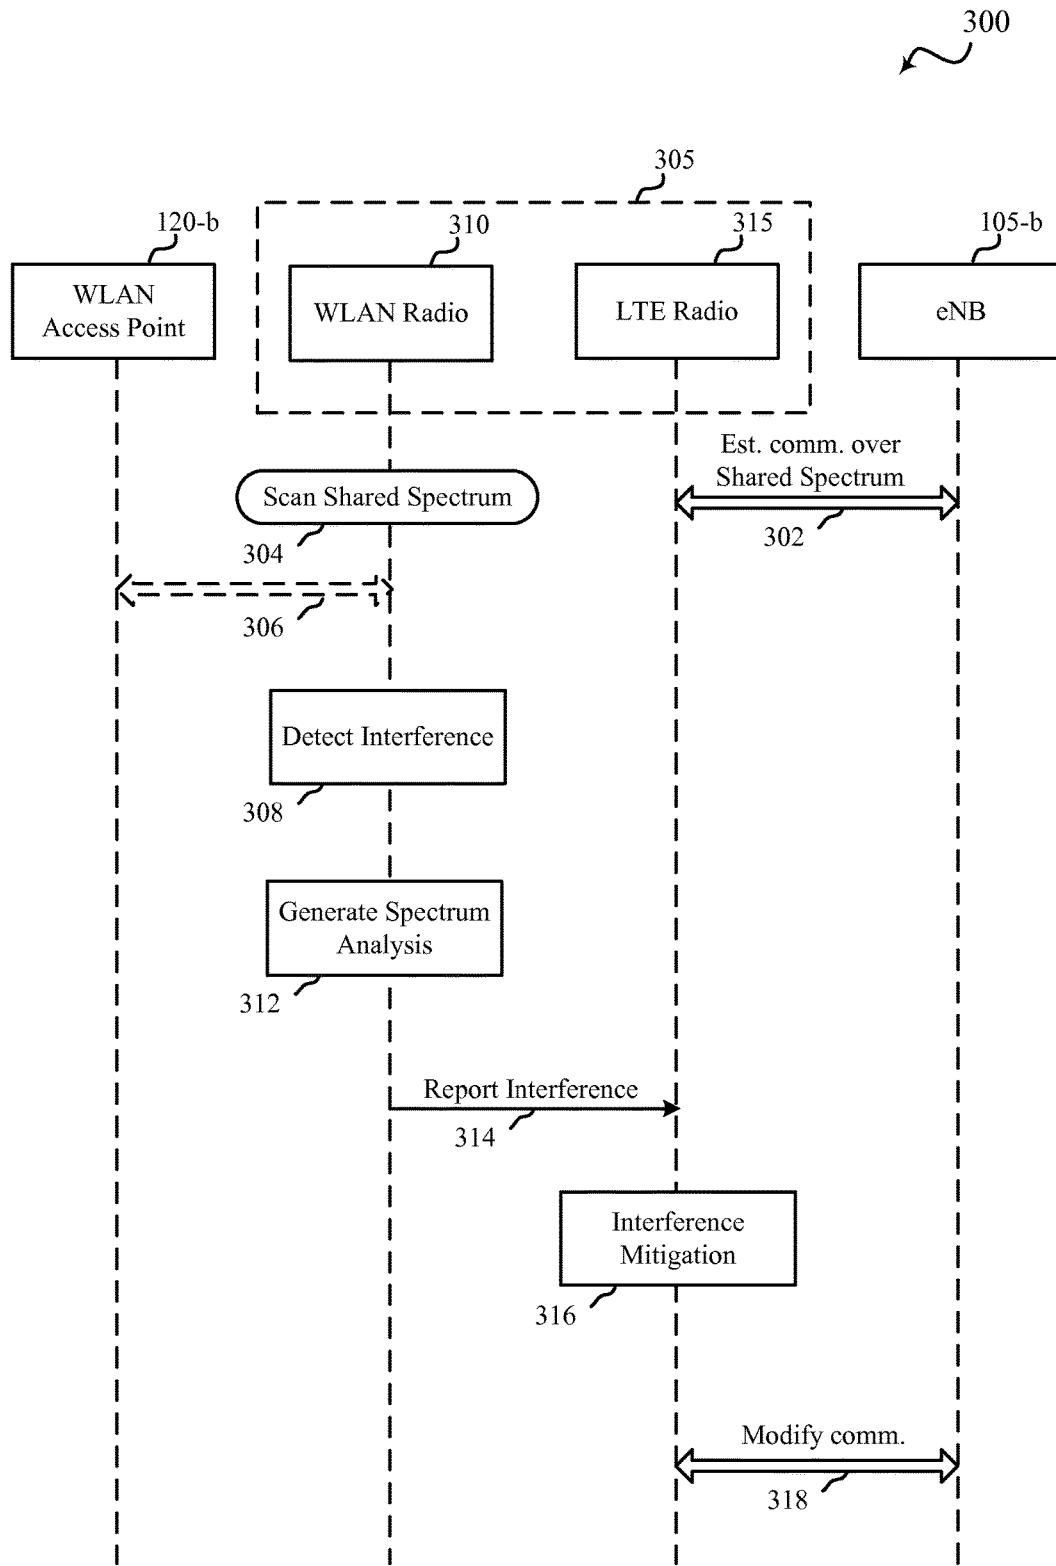 300
305
120-b
310
315
105-b
WLAN
Access Point
WLAN Radio
LTE Radio
eNB
Est. comm. over
Shared Spectrum
302
Scan Shared Spectrum
304
306
Detect Interference
308
Generate Spectrum
Analysis
312
Report Interference
314
Interference
Mitigation
316
Modify comm.
318